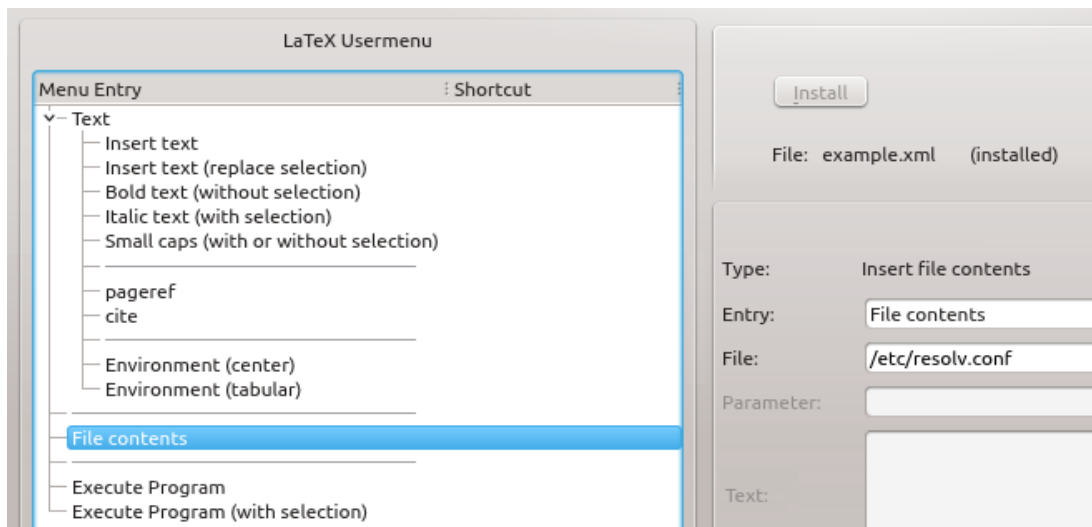 LaTeX Usermenu
Menu Entry Shortcut
Text
Insert text
Insert text (replace selection)
Bold text (without selection)
Italic text (with selection)
Small caps (with or without selection)
pageref
cite
Environment (center)
Environment (tabular)
File contents
Execute Program
Execute Program (with selection)
Install
File: example.xml (installed)
Type: Insert file contents
Entry: File contents
File: /etc/resolv.conf
Parameter:
Text: